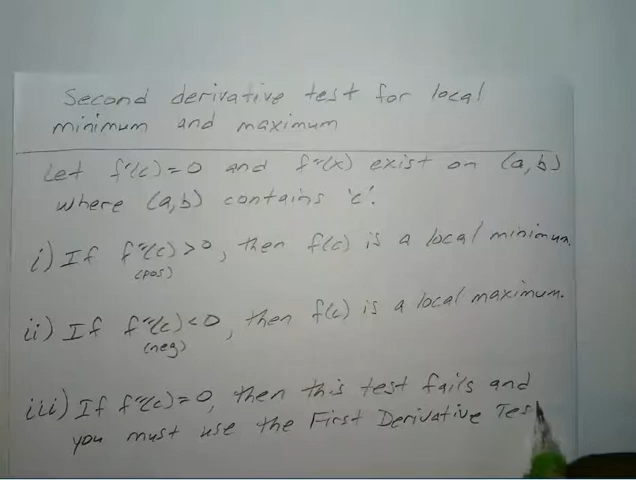 Second derivative test for local
minimum and maximum
Let f'(c)=0 and f"(x) exist on (a,b)
where (a,b) contains 'c'.
i) If f"(c)>0, then f(c) is a local minimum.
(pos)
ii) If f"(c)<0, then f(c) is a local maximum.
(neg)
iii) If f"(c)=0, then this test fails and
you must use the First Derivative Tes